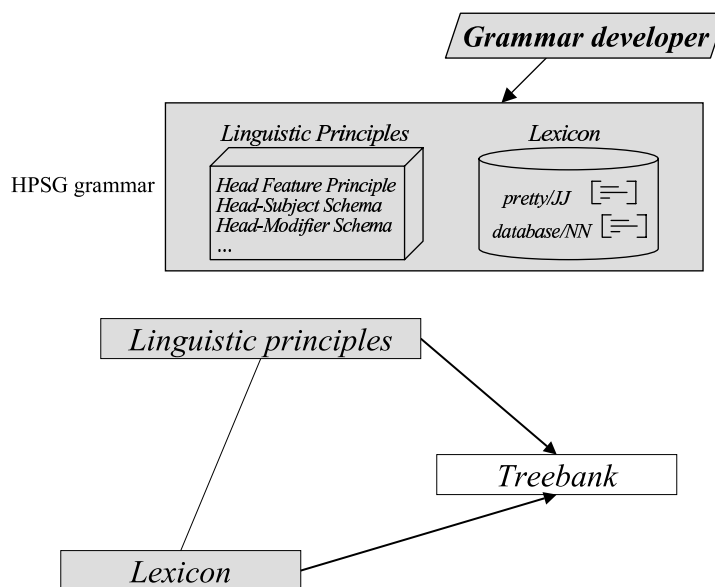 Grammar developer
Linguistic Principles
Lexicon
HPSG grammar
Head Feature Principle
Head-Subject Schema
Head-Modifier Schema
...
pretty/JJ
database/NN
Linguistic principles
Treebank
Lexicon